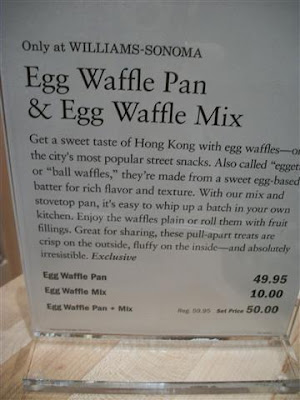 Only at WILLIAMS-SONOMA
Egg Waffle Pan
& Egg Waffle Mix
Get a sweet taste of Hong Kong with egg waffles—o
the city's most popular street snacks. Also called "egget
or "ball waffles," they're made from a sweet egg-based
batter for rich flavor and texture. With our mix and
stovetop pan, it's easy to whip up a batch in your own
kitchen. Enjoy the waffles plain or roll them with fruit
fillings. Great for sharing, these pull-apart treats are
crisp on the outside, fluffy on the inside—and absolutely
irresistible. Exclusive
Egg Waffle Pan 49.95
Egg Waffle Mix 10.00
Egg Waffle Pan + Mix Reg. 59.95 Set Price 50.00